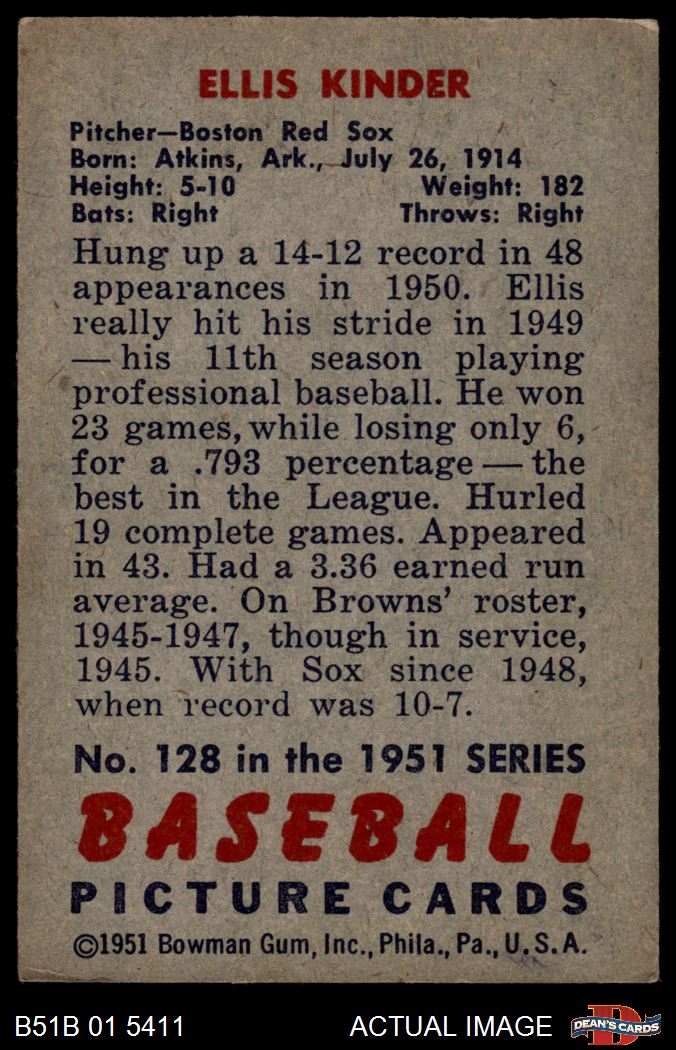 ELLIS KINDER
Pitcher—Boston Red Sox
Born: Atkins, Ark., July 26, 1914
Height: 5-10 Weight: 182
Bats: Right Throws: Right
Hung up a 14-12 record in 48
appearances in 1950. Ellis
really hit his stride in 1949
— his 11th season playing
professional baseball. He won
23 games, while losing only 6,
for a .793 percentage — the
best in the League. Hurled
19 complete games. Appeared
in 43. Had a 3.36 earned run
average. On Browns' roster,
1945-1947, though in service,
1945. With Sox since 1948,
when record was 10-7.
No. 128 in the 1951 SERIES
BASEBALL
PICTURE CARDS
©1951 Bowman Gum, Inc., Phila., Pa., U.S.A.
B51B 01 5411 ACTUAL IMAGE D DEAN'S CARDS